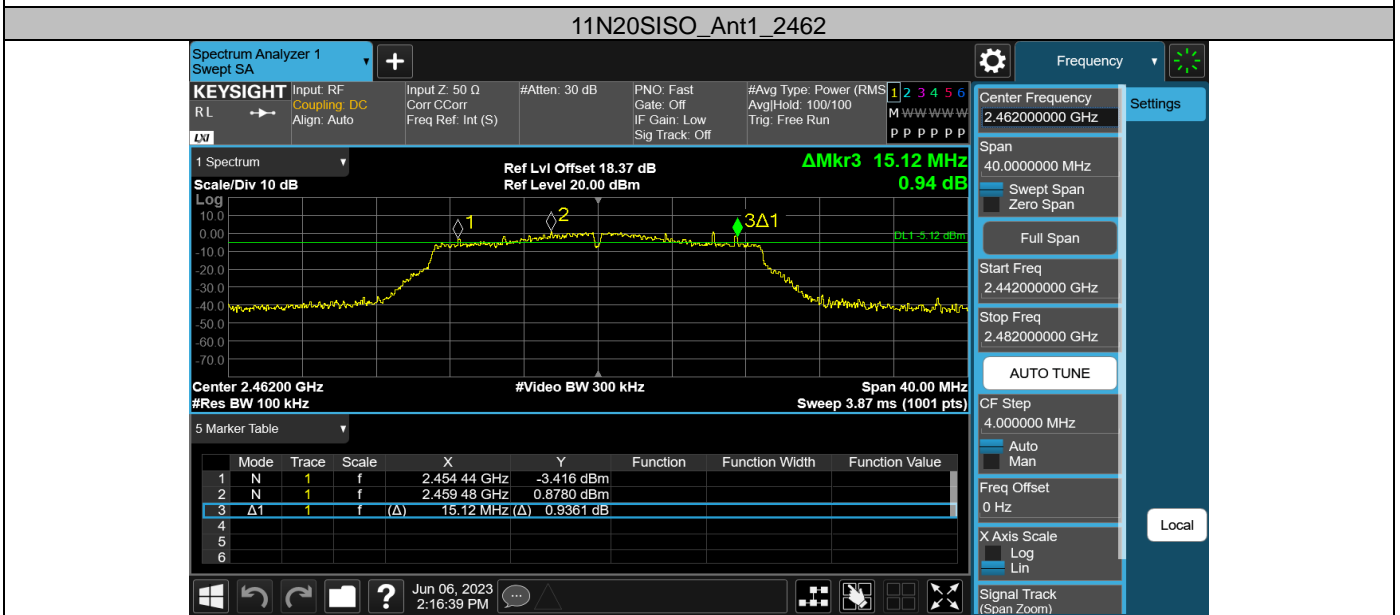 11N20SISO_Ant1_2462
Spectrum Analyzer 1
Swept SA
Frequency
KEYSIGHT
RL
LXI
Input: RF
Coupling: DC
Align: Auto
Input Z: 50 Ω
Corr CCorr
Freq Ref: Int (S)
#Atten: 30 dB
PNO: Fast
Gate: Off
IF Gain: Low
Sig Track: Off
#Avg Type: Power (RMS
Avg|Hold: 100/100
Trig: Free Run
1 2 3 4 5 6
M W W W W W
P P P P P P
1 Spectrum
Scale/Div 10 dB
Ref Lvl Offset 18.37 dB
Ref Level 20.00 dBm
ΔMkr3 15.12 MHz
0.94 dB
Log
10.0
0.00
-10.0
-20.0
-30.0
-40.0
-50.0
-60.0
-70.0
1
2
3Δ1
DL1 -5.12 dBm
Center 2.46200 GHz
#Video BW 300 kHz
Span 40.00 MHz
#Res BW 100 kHz
Sweep 3.87 ms (1001 pts)
5 Marker Table
Mode Trace Scale X Y Function Function Width Function Value
1 N 1 f 2.454 44 GHz -3.416 dBm
2 N 1 f 2.459 48 GHz 0.8780 dBm
3 Δ1 1 f (Δ) 15.12 MHz (Δ) 0.9361 dB
4
5
6
Jun 06, 2023
2:16:39 PM
Center Frequency
2.462000000 GHz
Settings
Span
40.0000000 MHz
Swept Span
Zero Span
Full Span
Start Freq
2.442000000 GHz
Stop Freq
2.482000000 GHz
AUTO TUNE
CF Step
4.000000 MHz
Auto
Man
Freq Offset
0 Hz
Local
X Axis Scale
Log
Lin
Signal Track
(Span Zoom)